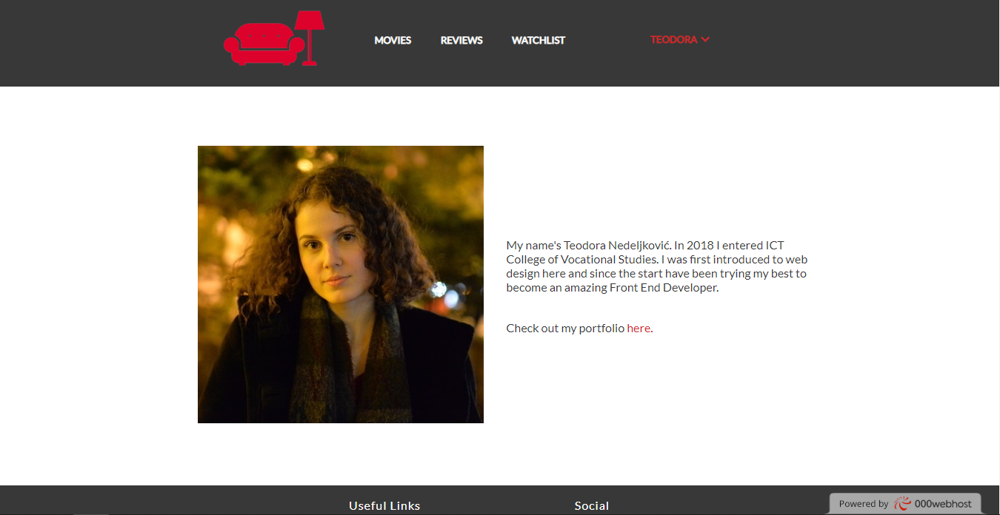 MOVIES REVIEWS WATCHLIST TEODORA
My name's Teodora Nedeljković. In 2018 I entered ICT
College of Vocational Studies. I was first introduced to web
design here and since the start have been trying my best to
become an amazing Front End Developer.
Check out my portfolio here.
Useful Links Social
Powered by 000webhost